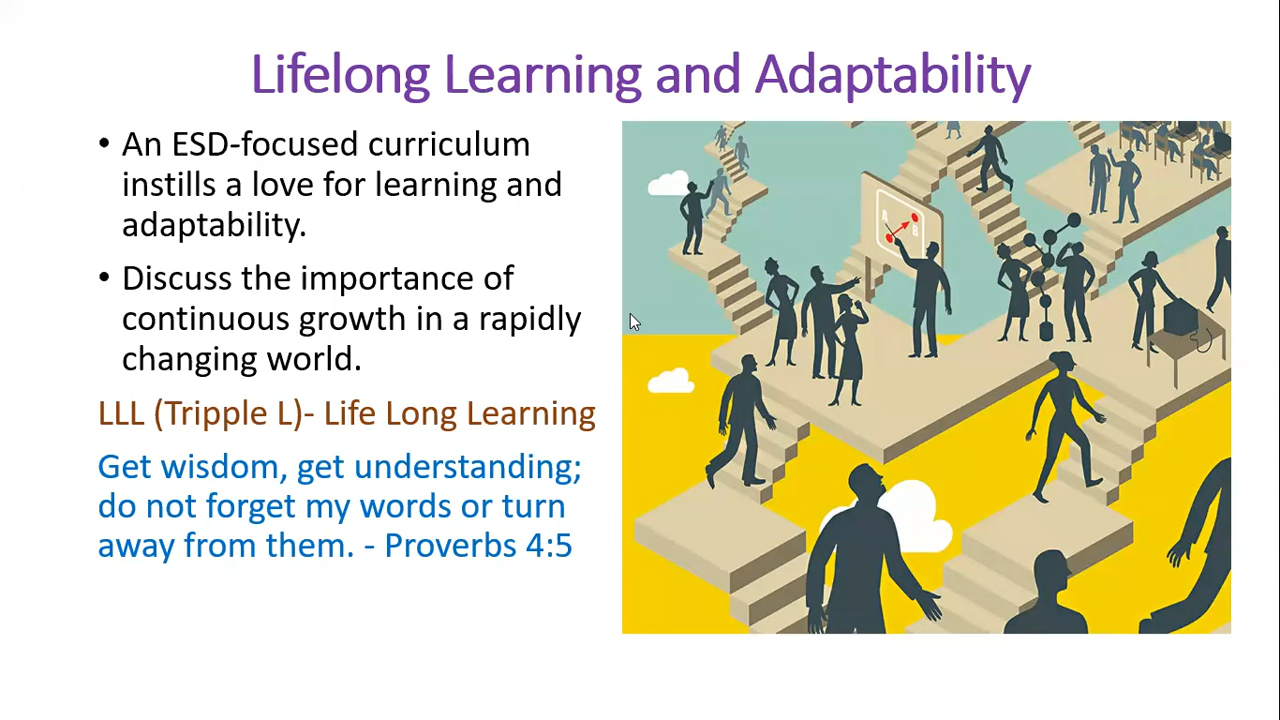 Lifelong Learning and Adaptability
• An ESD-focused curriculum
instills a love for learning and
adaptability.
• Discuss the importance of
continuous growth in a rapidly
changing world.
LLL (Tripple L)- Life Long Learning
Get wisdom, get understanding;
do not forget my words or turn
away from them. - Proverbs 4:5
A
B